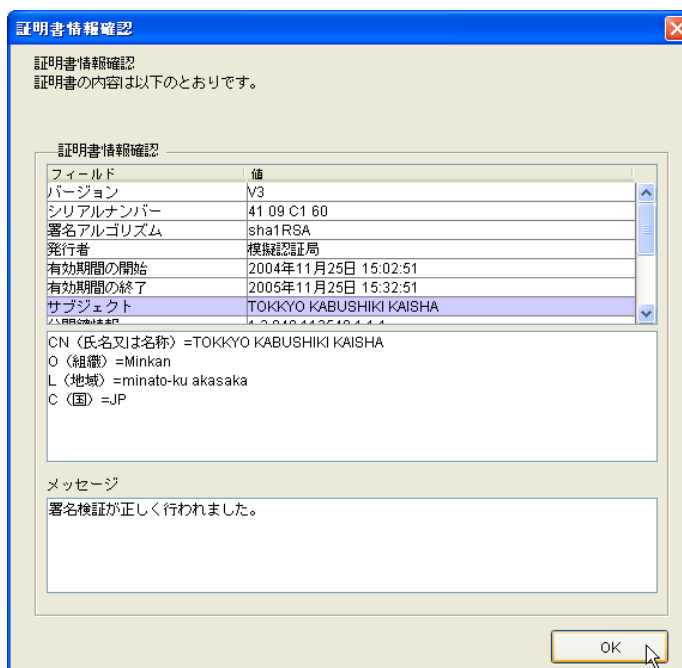 証明書情報確認
証明書情報確認
証明書の内容は以下のとおりです。
証明書情報確認
フィールド 値
バージョン V3
シリアルナンバー 41 09 C1 60
署名アルゴリズム sha1RSA
発行者 模擬認証局
有効期間の開始 2004年11月25日 15:02:51
有効期間の終了 2005年11月25日 15:32:51
サブジェクト TOKKYO KABUSHIKI KAISHA
CN（氏名又は名称）=TOKKYO KABUSHIKI KAISHA
O（組織）=Minkan
L（地域）=minato-ku akasaka
C（国）=JP
メッセージ
署名検証が正しく行われました。
OK